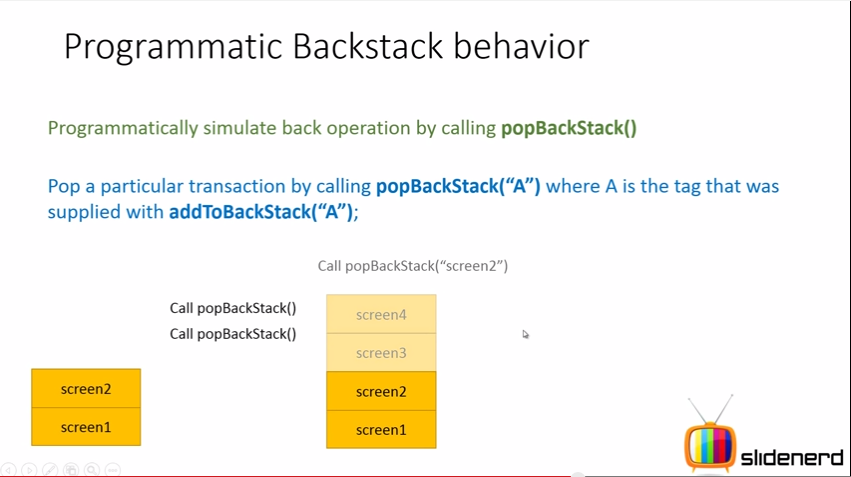 Programmatic Backstack behavior
Programmatically simulate back operation by calling popBackStack()
Pop a particular transaction by calling popBackStack(“A”) where A is the tag that was
supplied with addToBackStack(“A”);
Call popBackStack(“screen2”)
Call popBackStack()
Call popBackStack()
screen4
screen3
screen2
screen1
screen2
screen1
slidenerd